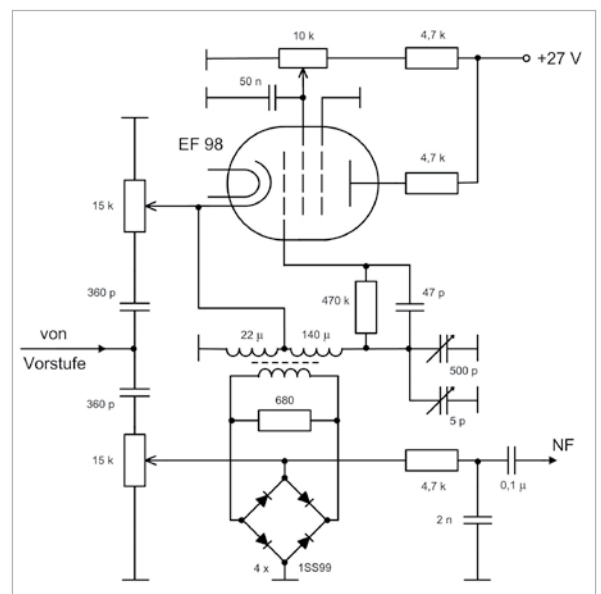 10 k
4,7 k
+27 V
50 n
EF 98
4,7 k
15 k
360 p
470 k
47 p
von
Vorstufe
22 µ
140 µ
500 p
360 p
680
5 p
15 k
NF
4,7 k
0,1 µ
2 n
4 x
1SS99